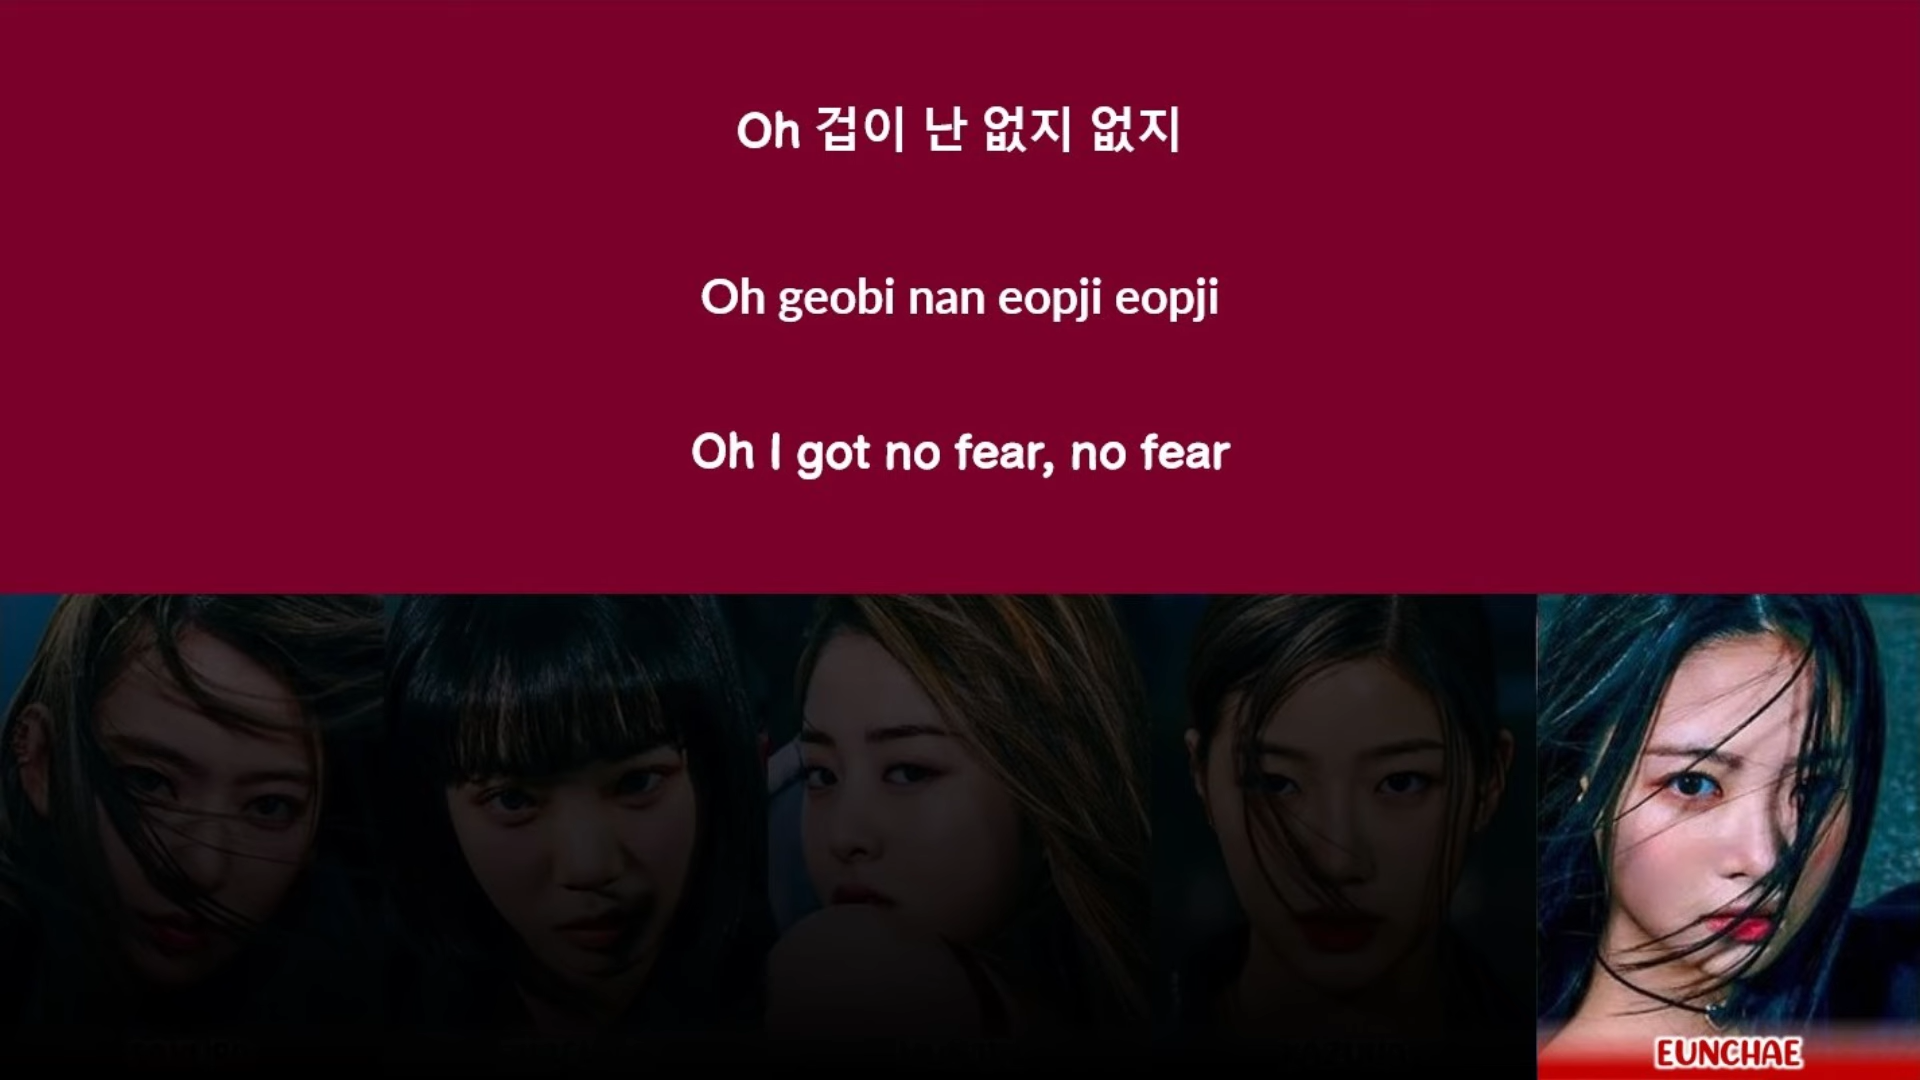 Oh 겁이 난 없지 없지
Oh geobi nan eopji eopji
Oh I got no fear, no fear
EUNCHAE